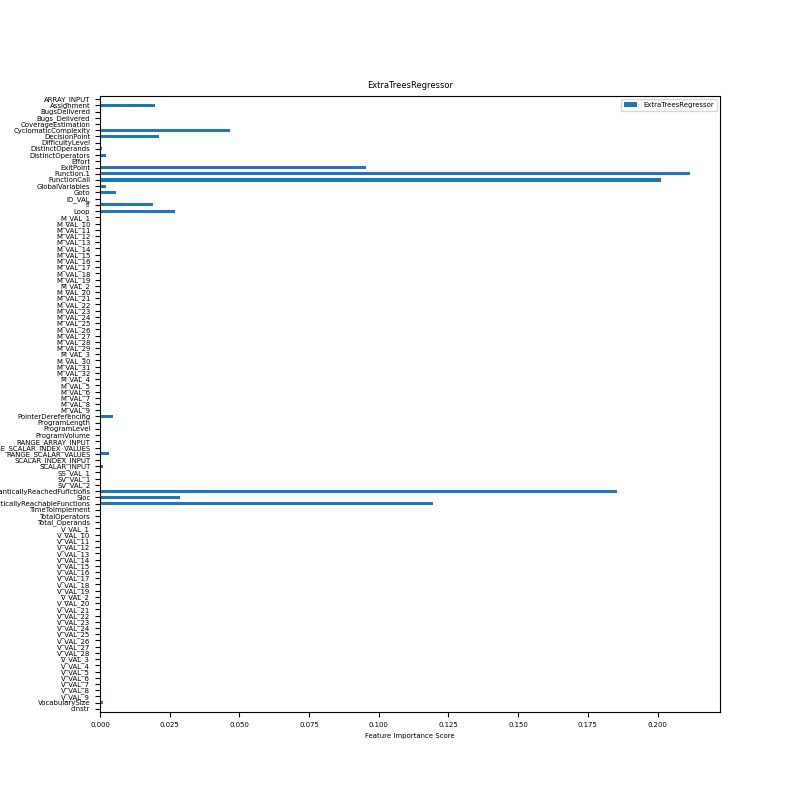 ExtraTreesRegressor
ExtraTreesRegressor
ARRAY_INPUT
Assignment
BugsDelivered
Bugs_Delivered
CoverageEstimation
CyclomaticComplexity
DecisionPoint
DifficultyLevel
DistinctOperands
DistinctOperators
Effort
ExitPoint
Function.1
FunctionCall
GlobalVariables
Goto
ID_VAL
If
Loop
M_VAL_1
M_VAL_10
M_VAL_11
M_VAL_12
M_VAL_13
M_VAL_14
M_VAL_15
M_VAL_16
M_VAL_17
M_VAL_18
M_VAL_19
M_VAL_2
M_VAL_20
M_VAL_21
M_VAL_22
M_VAL_23
M_VAL_24
M_VAL_25
M_VAL_26
M_VAL_27
M_VAL_28
M_VAL_29
M_VAL_3
M_VAL_30
M_VAL_31
M_VAL_32
M_VAL_4
M_VAL_5
M_VAL_6
M_VAL_7
M_VAL_8
M_VAL_9
PointerDereferencing
ProgramLength
ProgramLevel
ProgramVolume
RANGE_ARRAY_INPUT
E_SCALAR_INDEX_VALUES
RANGE_SCALAR_VALUES
SCALAR_INDEX_INPUT
SCALAR_INPUT
SS_VAL_1
SV_VAL_1
SV_VAL_2
anticallyReachedFunctions
Sloc
ticallyReachableFunctions
TimeToImplement
TotalOperators
Total_Operands
V_VAL_1
V_VAL_10
V_VAL_11
V_VAL_12
V_VAL_13
V_VAL_14
V_VAL_15
V_VAL_16
V_VAL_17
V_VAL_18
V_VAL_19
V_VAL_2
V_VAL_20
V_VAL_21
V_VAL_22
V_VAL_23
V_VAL_24
V_VAL_25
V_VAL_26
V_VAL_27
V_VAL_28
V_VAL_3
V_VAL_4
V_VAL_5
V_VAL_6
V_VAL_7
V_VAL_8
V_VAL_9
VocabularySize
cinstr
0.000 0.025 0.050 0.075 0.100 0.125 0.150 0.175 0.200
Feature Importance Score